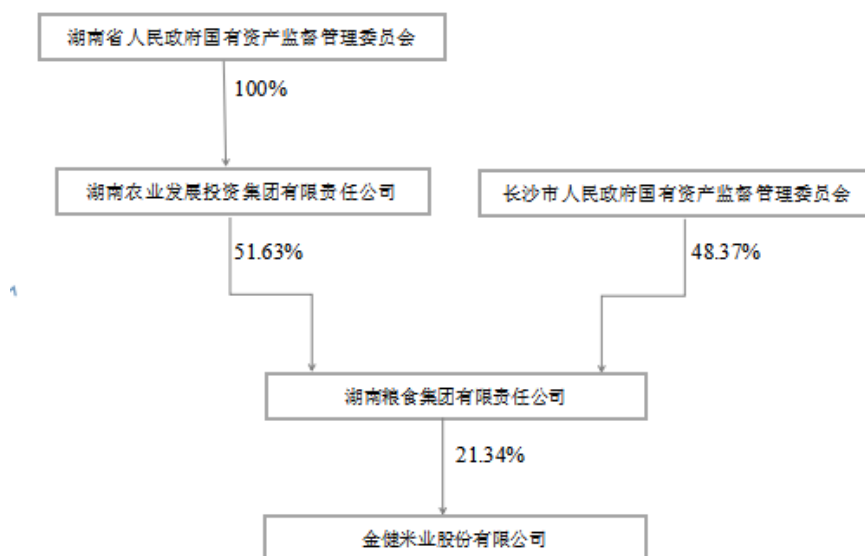 湖南省人民政府国有资产监督管理委员会
100%
湖南农业发展投资集团有限责任公司
长沙市人民政府国有资产监督管理委员会
51.63%
48.37%
湖南粮食集团有限责任公司
21.34%
金健米业股份有限公司